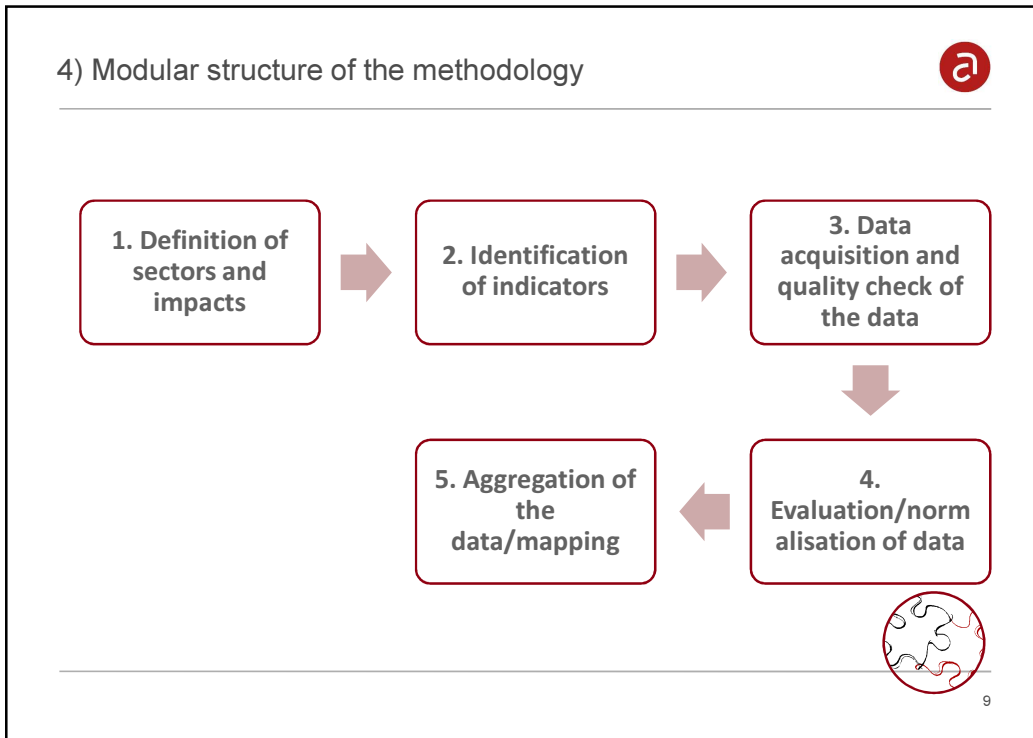 4) Modular structure of the methodology
1. Definition of
sectors and
impacts
2. Identification
of indicators
3. Data
acquisition and
quality check of
the data
4.
Evaluation/norm
alisation of data
5. Aggregation of
the
data/mapping
9